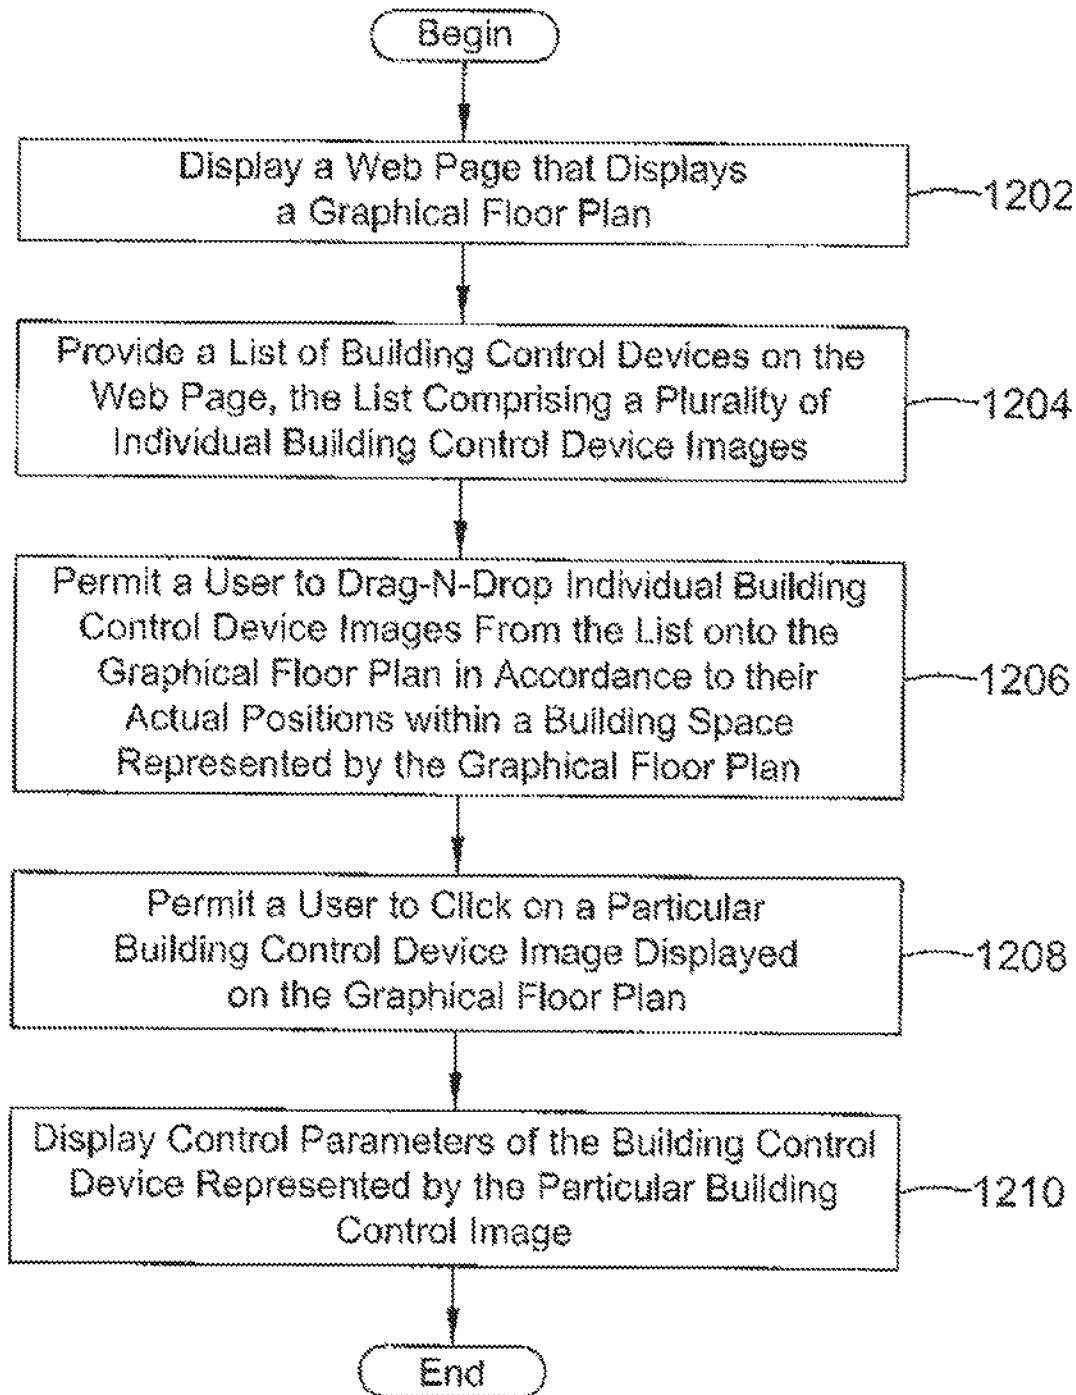 Begin
Display a Web Page that Displays
a Graphical Floor Plan
1202
Provide a List of Building Control Devices on the
Web Page, the List Comprising a Plurality of
Individual Building Control Device Images
1204
Permit a User to Drag-N-Drop Individual Building
Control Device Images From the List onto the
Graphical Floor Plan in Accordance to their
Actual Positions within a Building Space
Represented by the Graphical Floor Plan
1206
Permit a User to Click on a Particular
Building Control Device Image Displayed
on the Graphical Floor Plan
1208
Display Control Parameters of the Building Control
Device Represented by the Particular Building
Control Image
1210
End